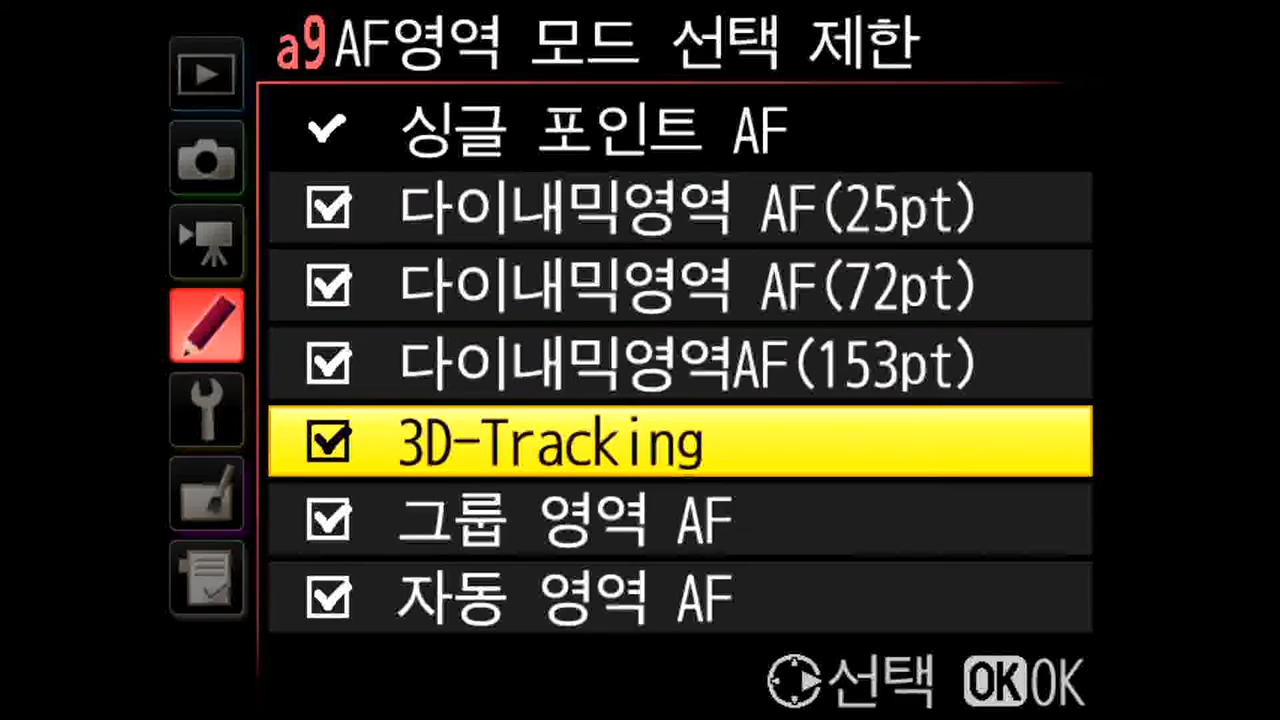 a9AF영역 모드 선택 제한
싱글 포인트 AF
다이내믹영역 AF(25pt)
다이내믹영역 AF(72pt)
다이내믹영역AF(153pt)
3D-Tracking
그룹 영역 AF
자동 영역 AF
선택 OKOK